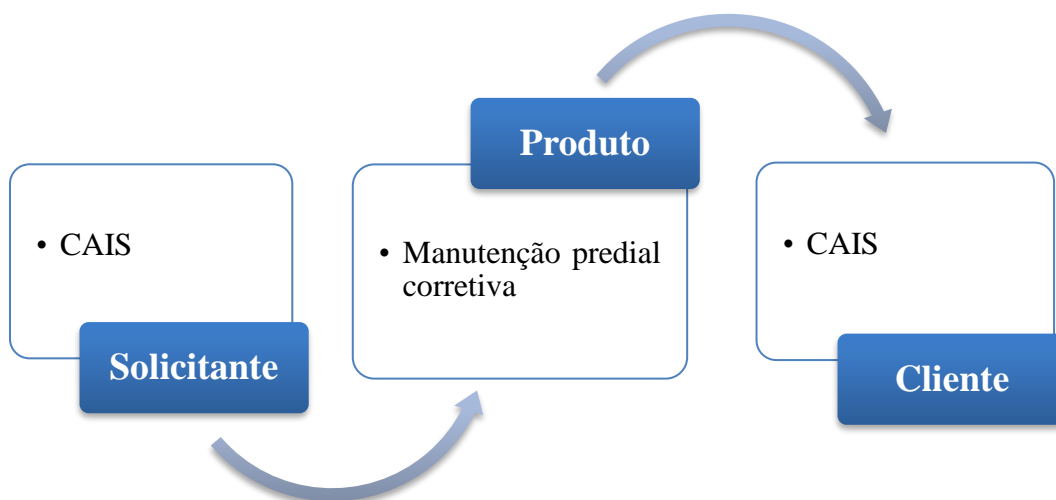 • CAIS
Solicitante
Produto
• Manutenção predial
corretiva
• CAIS
Cliente